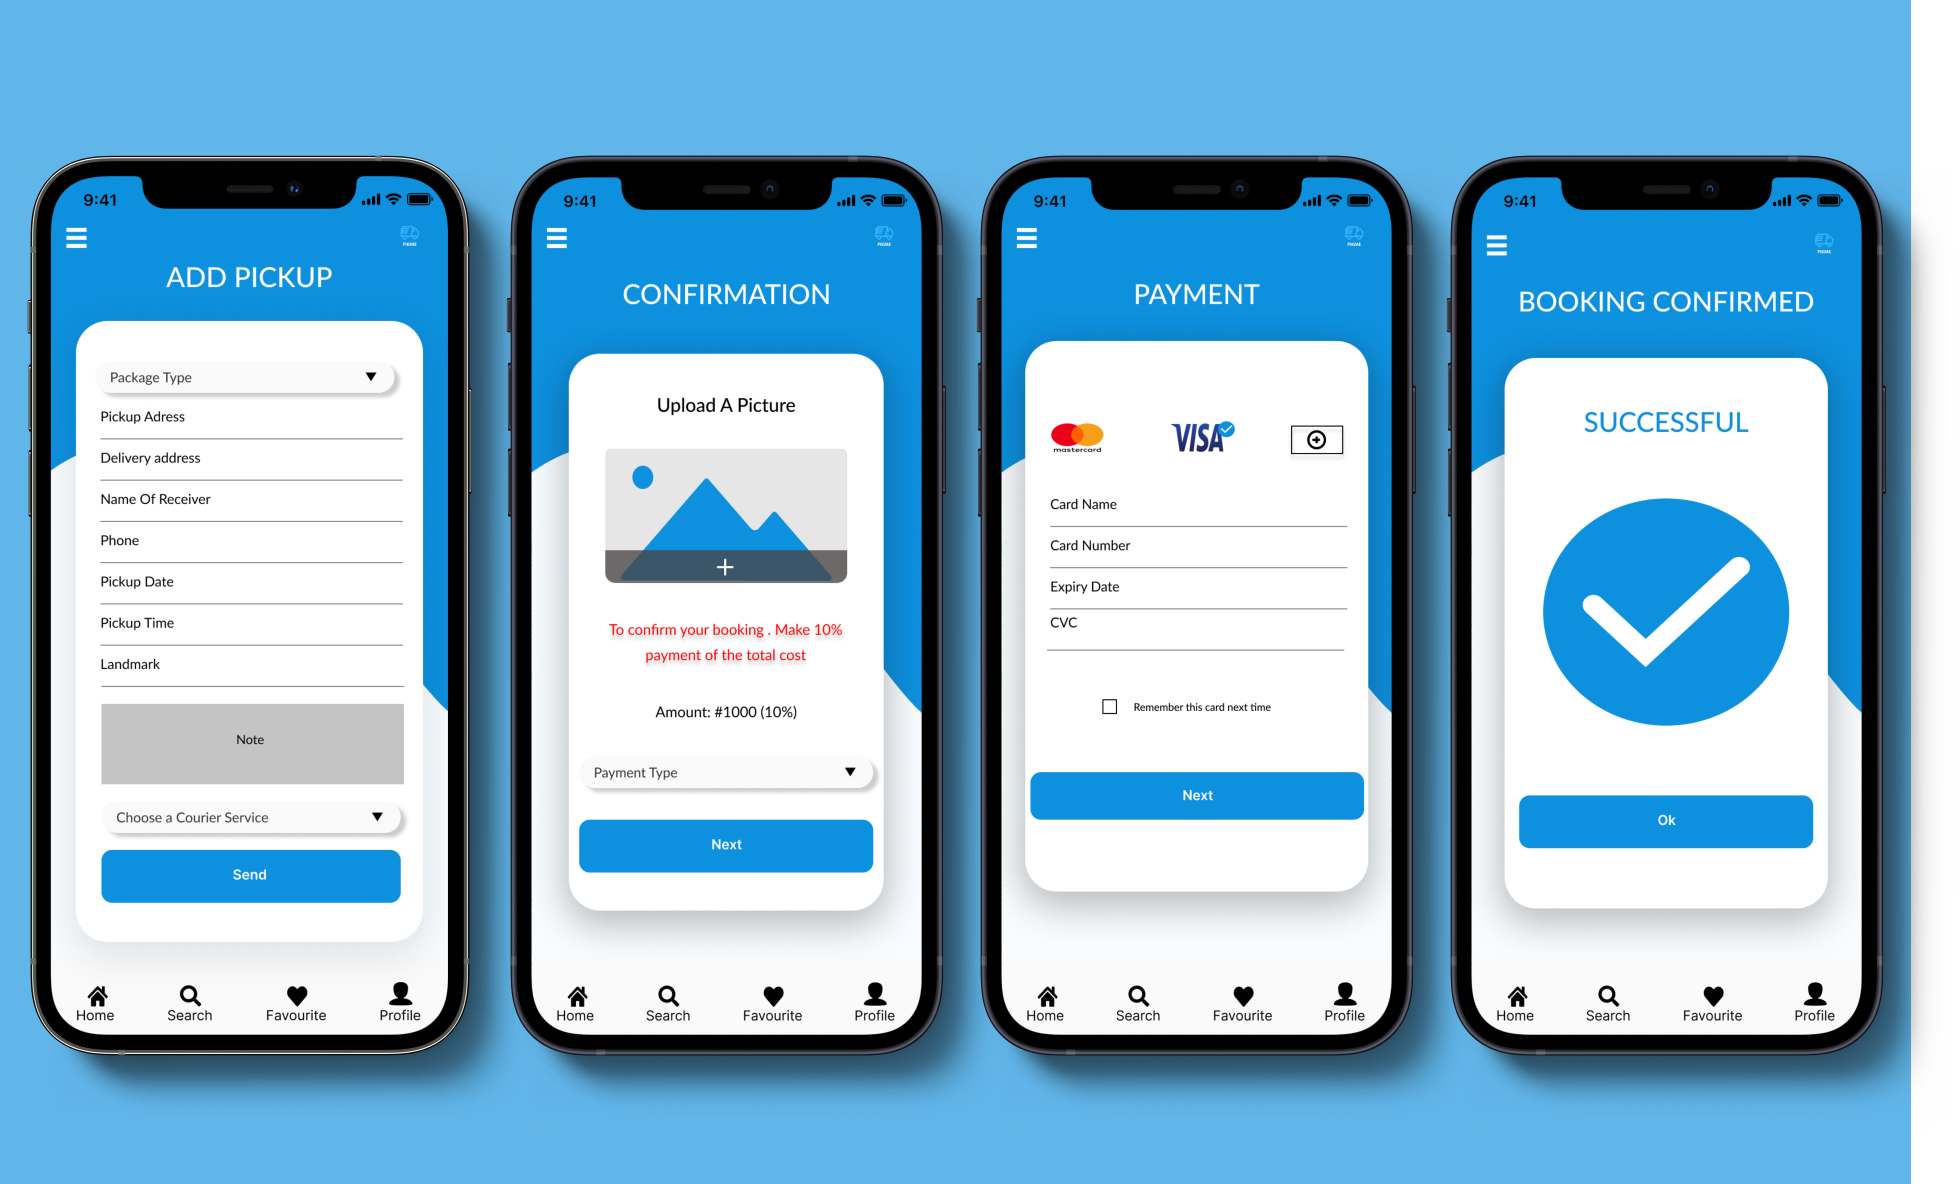 9:41
ADD PICKUP
Package Type
Pickup Adress
Delivery address
Name Of Receiver
Phone
Pickup Date
Pickup Time
Landmark
Note
Choose a Courier Service
Send
Home Search Favourite Profile
9:41
CONFIRMATION
Upload A Picture
To confirm your booking . Make 10%
payment of the total cost
Amount: #1000 (10%)
Payment Type
Next
Home Search Favourite Profile
9:41
PAYMENT
mastercard VISA
Card Name
Card Number
Expiry Date
CVC
Remember this card next time
Next
Home Search Favourite Profile
9:41
BOOKING CONFIRMED
SUCCESSFUL
Ok
Home Search Favourite Profile